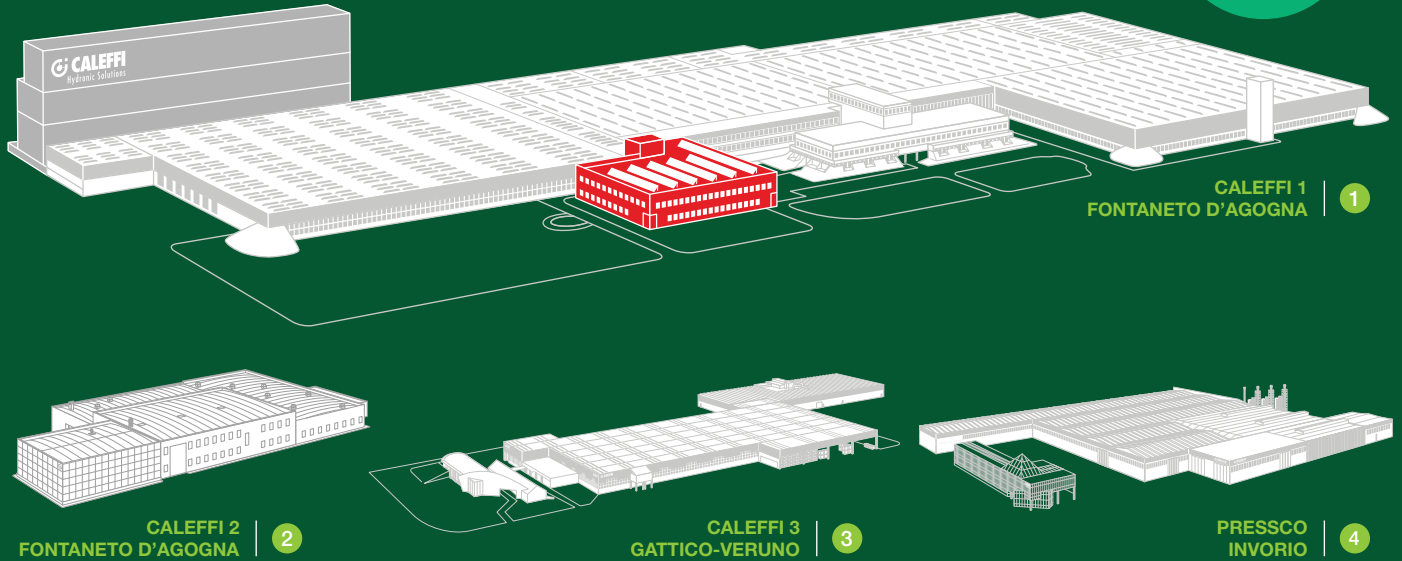 CALEFFI
Hydronic Solutions
CALEFFI 1
FONTANETO D'AGOGNA
1
CALEFFI 2
FONTANETO D'AGOGNA
2
CALEFFI 3
GATTICO-VERUNO
3
PRESSCO
INVORIO
4